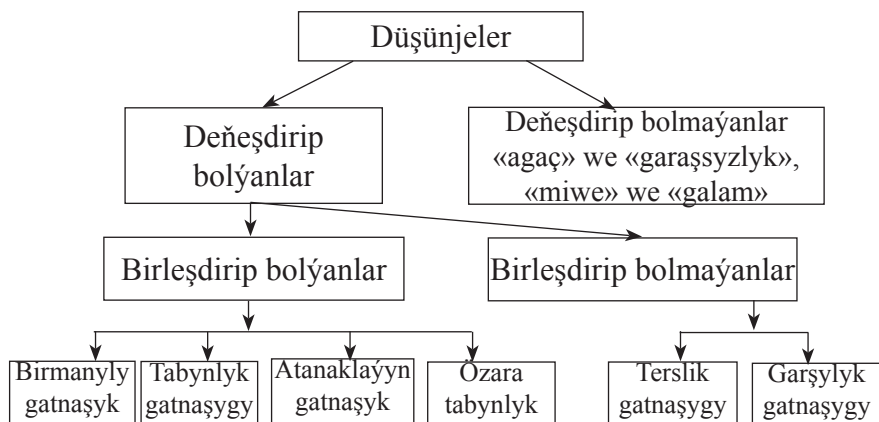 Düşünjeler
Deňeşdirip
bolýanlar
Deňeşdirip bolmaýanlar
«agaç» we «garaşsyzlyk»,
«miwe» we «galam»
Birleşdirip bolýanlar
Birleşdirip bolmaýanlar
Birmanyly
gatnaşyk
Tabynlyk
gatnaşygy
Atanaklaýyn
gatnaşyk
Özara
tabynlyk
Terslik
gatnaşygy
Garşylyk
gatnaşygy